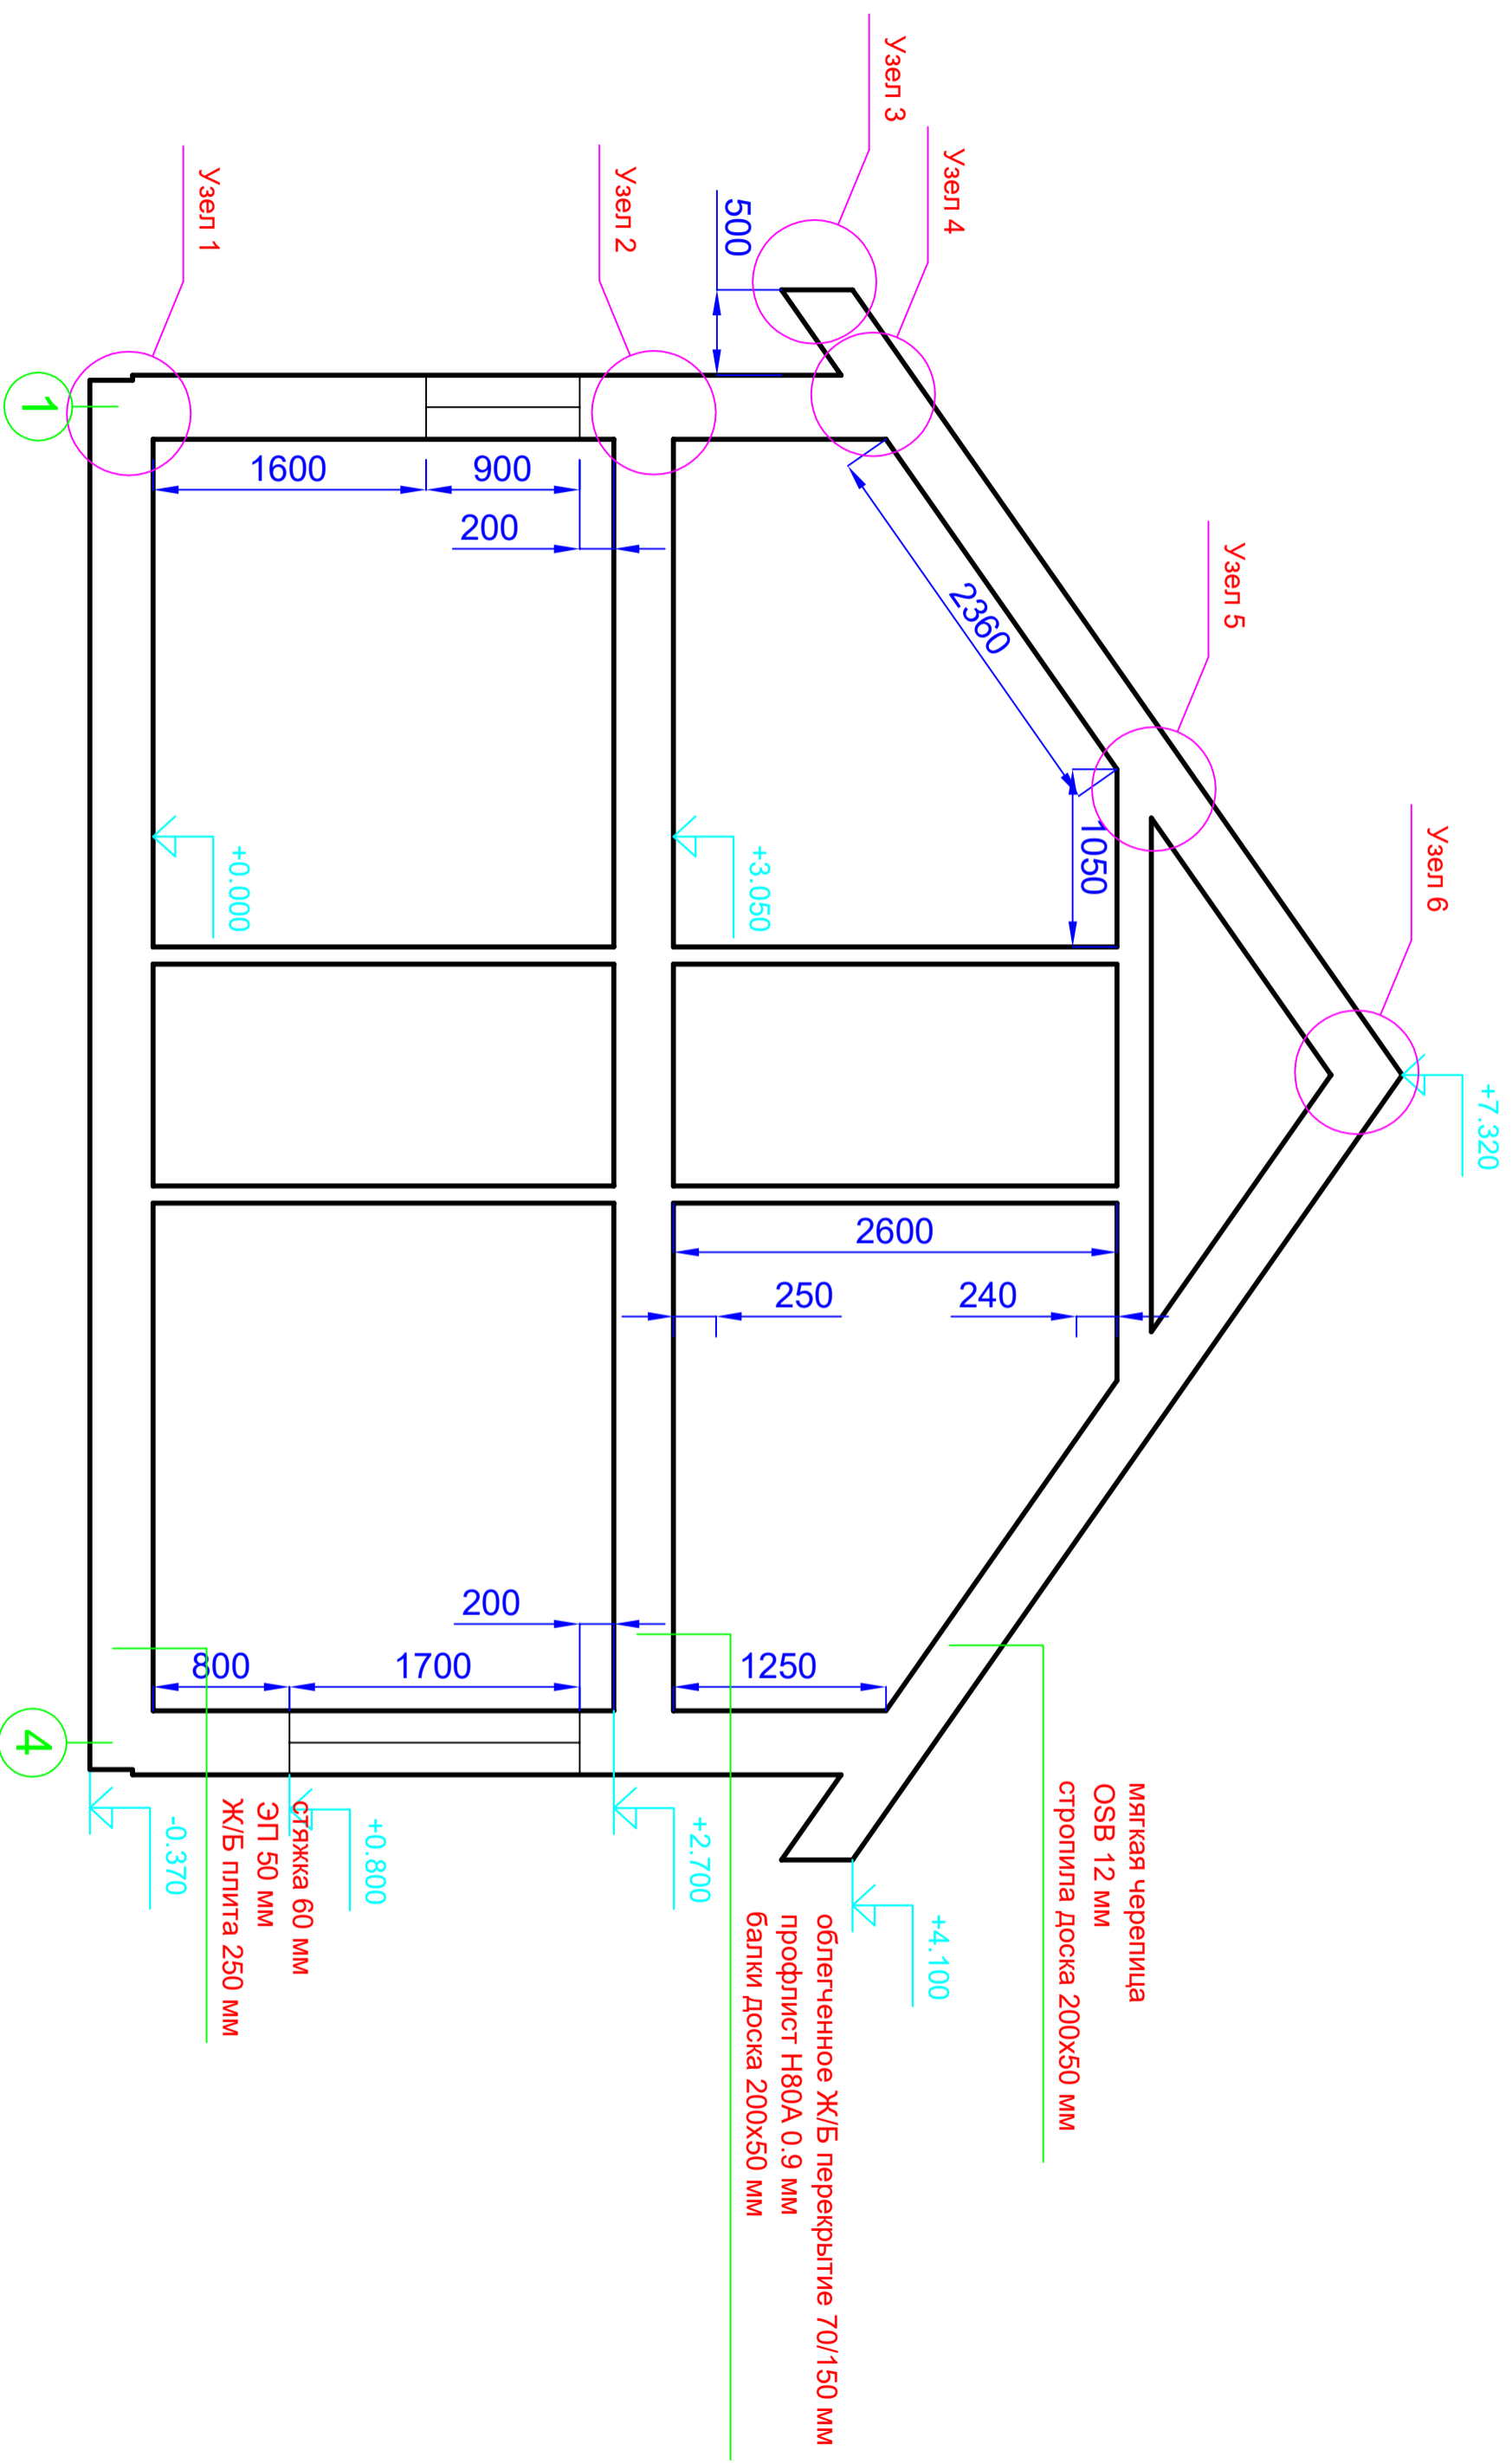 Узел 6
+7.320
Узел 5
мягкая черепица
OSB 12 мм
стропила доска 200х50 мм
Узел 4
Узел 3
1050
2360
2600
240
250
+4.100
облегченное Ж/Б перекрытие 70/150 мм
профлист Н80А 0.9 мм
балки доска 200х50 мм
500
+3.050
1250
+2.700
Узел 2
900
200
1600
200
1700
800
+0.800
стяжка 60 мм
ЭП 50 мм
Ж/Б плита 250 мм
+0.000
Узел 1
-0.370
1
4